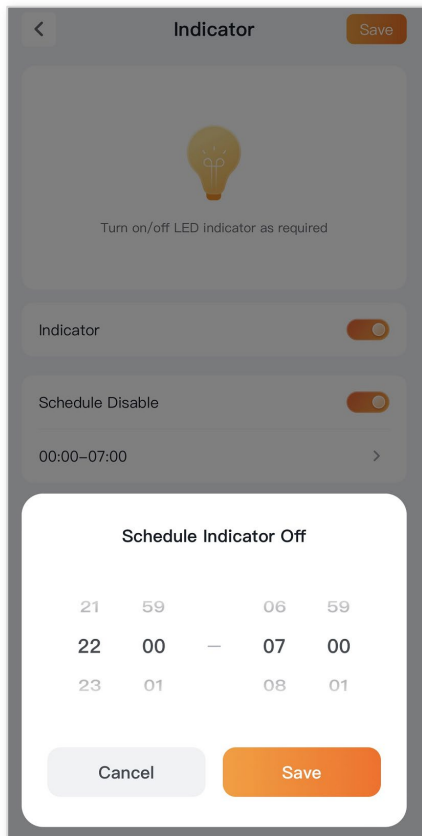 Indicator Save
Turn on/off LED indicator as required
Indicator
Schedule Disable
00:00–07:00
Schedule Indicator Off
21 59 06 59
22 00 — 07 00
23 01 08 01
Cancel Save